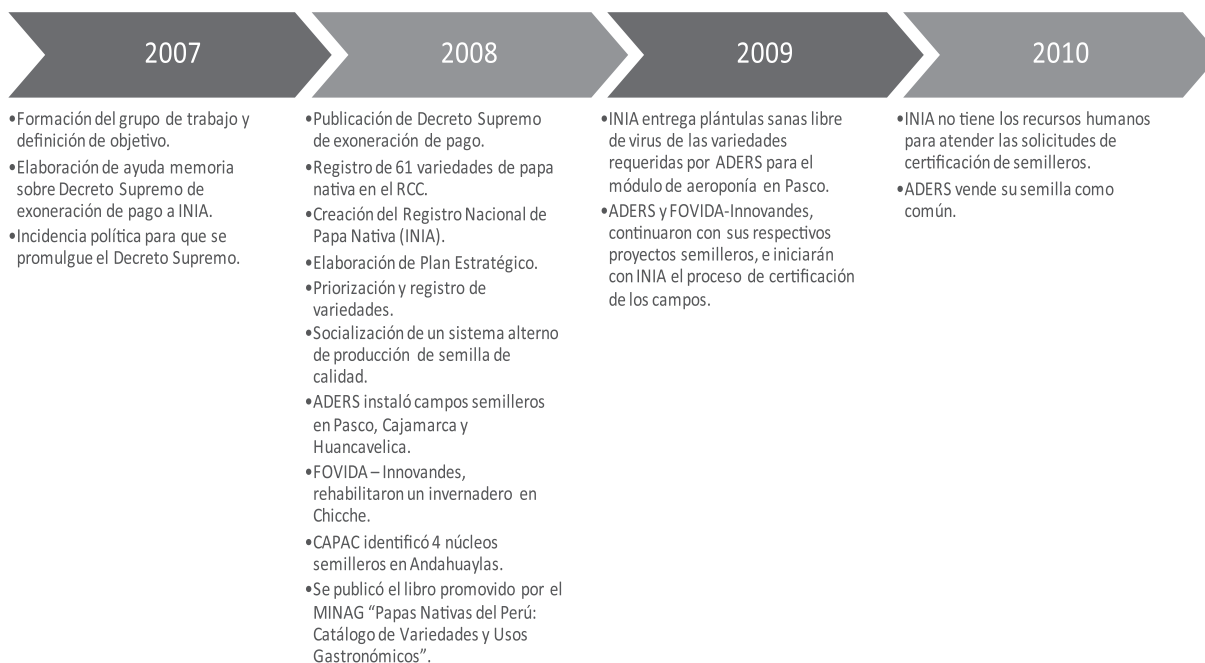 2007
•Formación del grupo de trabajo y
definición de objetivo.
•Elaboración de ayuda memoria
sobre Decreto Supremo de
exoneración de pago a INIA.
•Incidencia política para que se
promulgue el Decreto Supremo.
2008
•Publicación de Decreto Supremo
de exoneración de pago.
•Registro de 61 variedades de papa
nativa en el RCC.
•Creación del Registro Nacional de
Papa Nativa (INIA).
•Elaboración de Plan Estratégico.
•Priorización y registro de
variedades.
•Socialización de un sistema alterno
de producción de semilla de
calidad.
•ADERS instaló campos semilleros
en Pasco, Cajamarca y
Huancavelica.
•FOVIDA – Innovandes,
rehabilitaron un invernadero en
Chicche.
•CAPAC identificó 4 núcleos
semilleros en Andahuaylas.
•Se publicó el libro promovido por el
MINAG “Papas Nativas del Perú:
Catálogo de Variedades y Usos
Gastronómicos”.
2009
•INIA entrega plántulas sanas libre
de virus de las variedades
requeridas por ADERS para el
módulo de aeroponía en Pasco.
•ADERS y FOVIDA-Innovandes,
continuaron con sus respectivos
proyectos semilleros, e iniciarán
con INIA el proceso de certificación
de los campos.
2010
•INIA no tiene los recursos humanos
para atender las solicitudes de
certificación de semilleros.
•ADERS vende su semilla como
común.